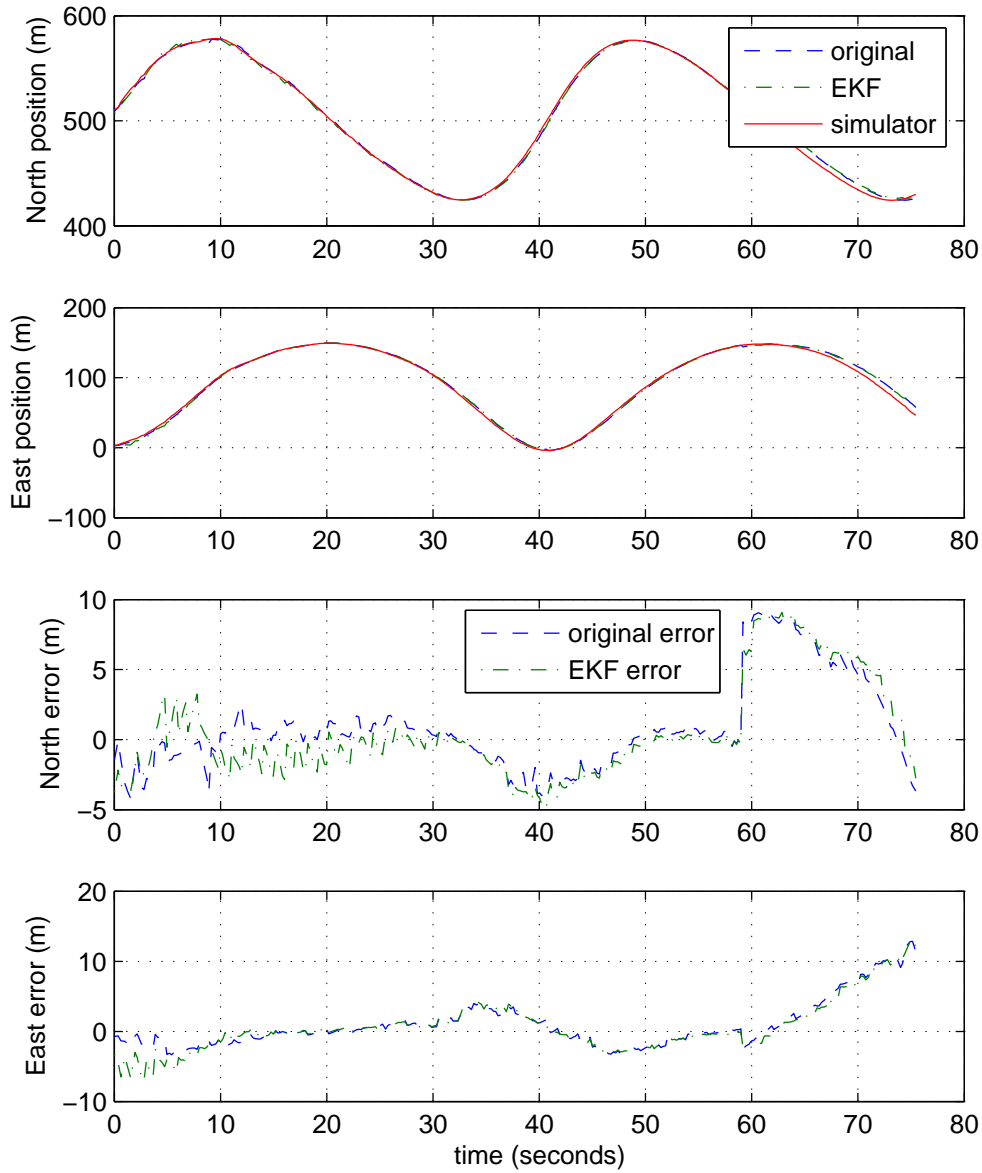 600
500
400
North position (m)
original
EKF
simulator
0 10 20 30 40 50 60 70 80
200
100
0
−100
East position (m)
0 10 20 30 40 50 60 70 80
10
5
0
−5
North error (m)
original error
EKF error
0 10 20 30 40 50 60 70 80
20
10
0
−10
East error (m)
0 10 20 30 40 50 60 70 80
time (seconds)